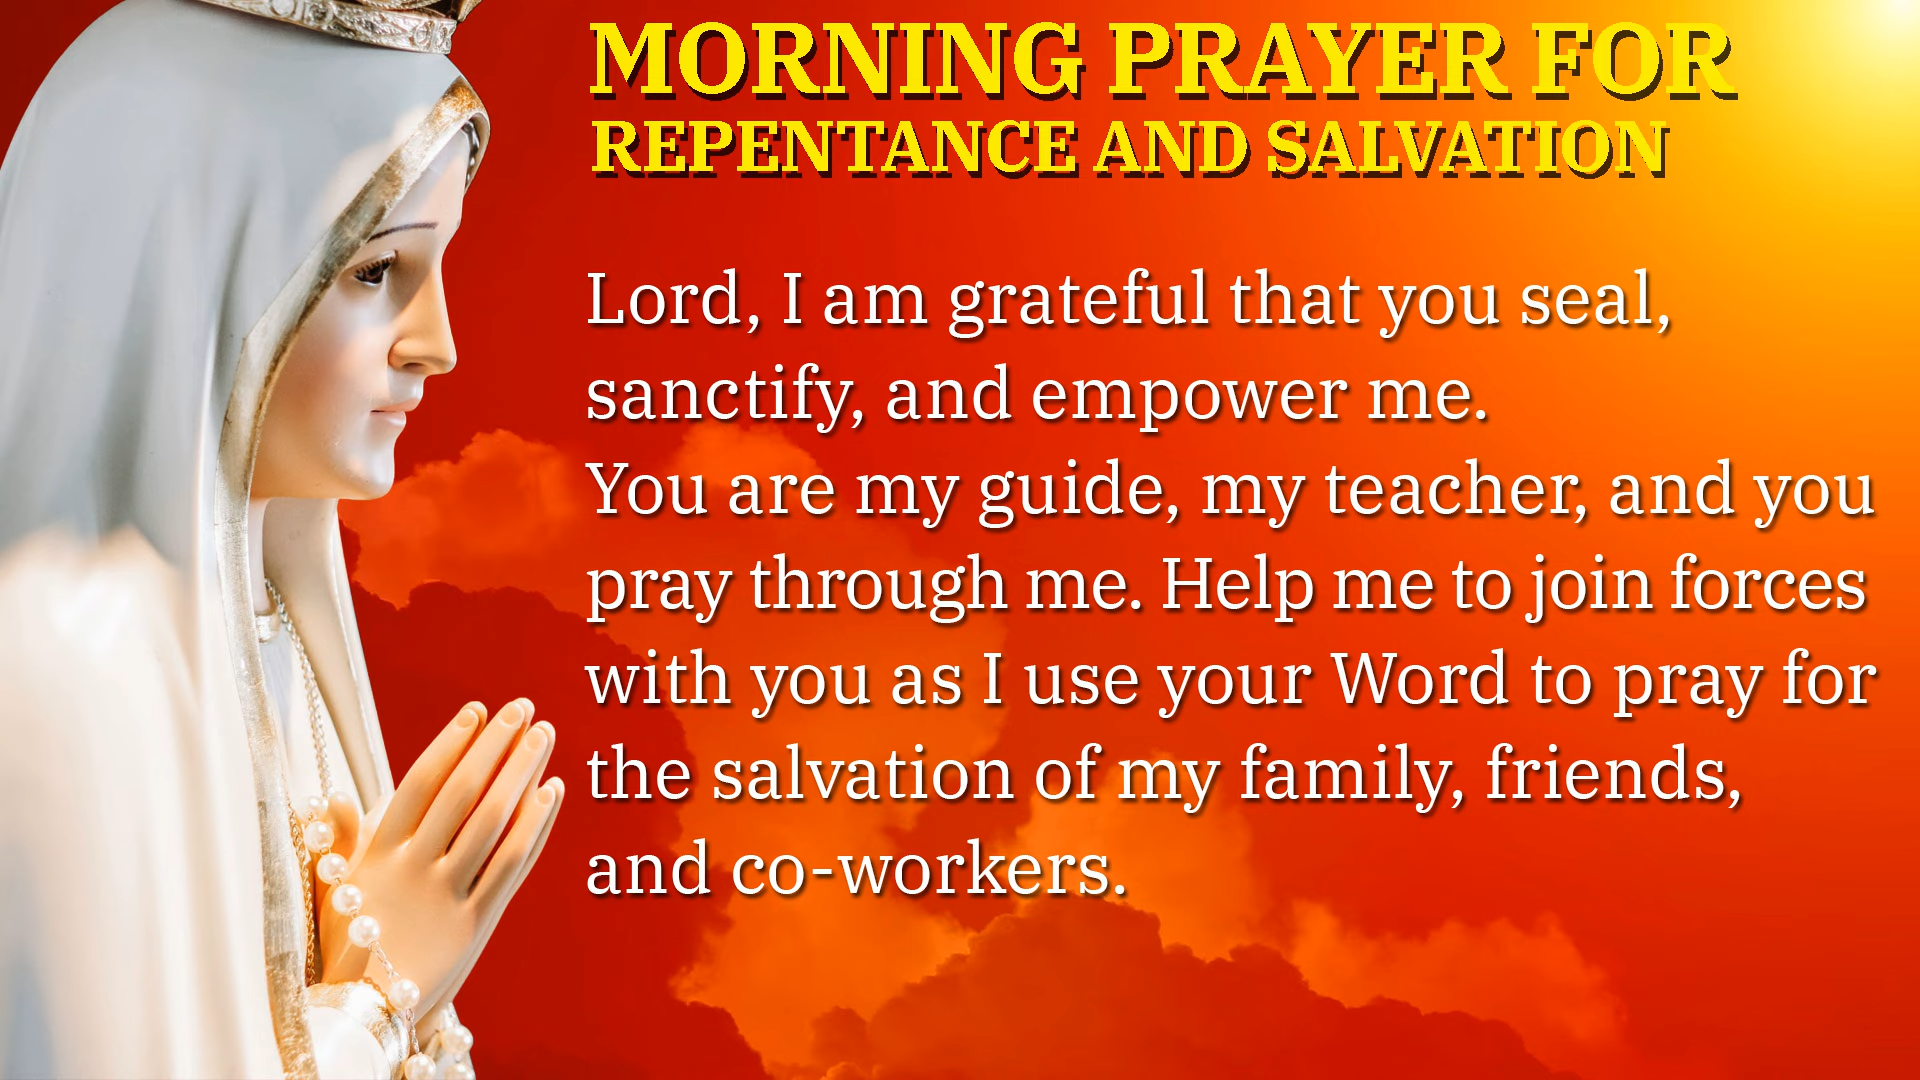 MORNING PRAYER FOR
REPENTANCE AND SALVATION
Lord, I am grateful that you seal,
sanctify, and empower me.
You are my guide, my teacher, and you
pray through me. Help me to join forces
with you as I use your Word to pray for
the salvation of my family, friends,
and co-workers.